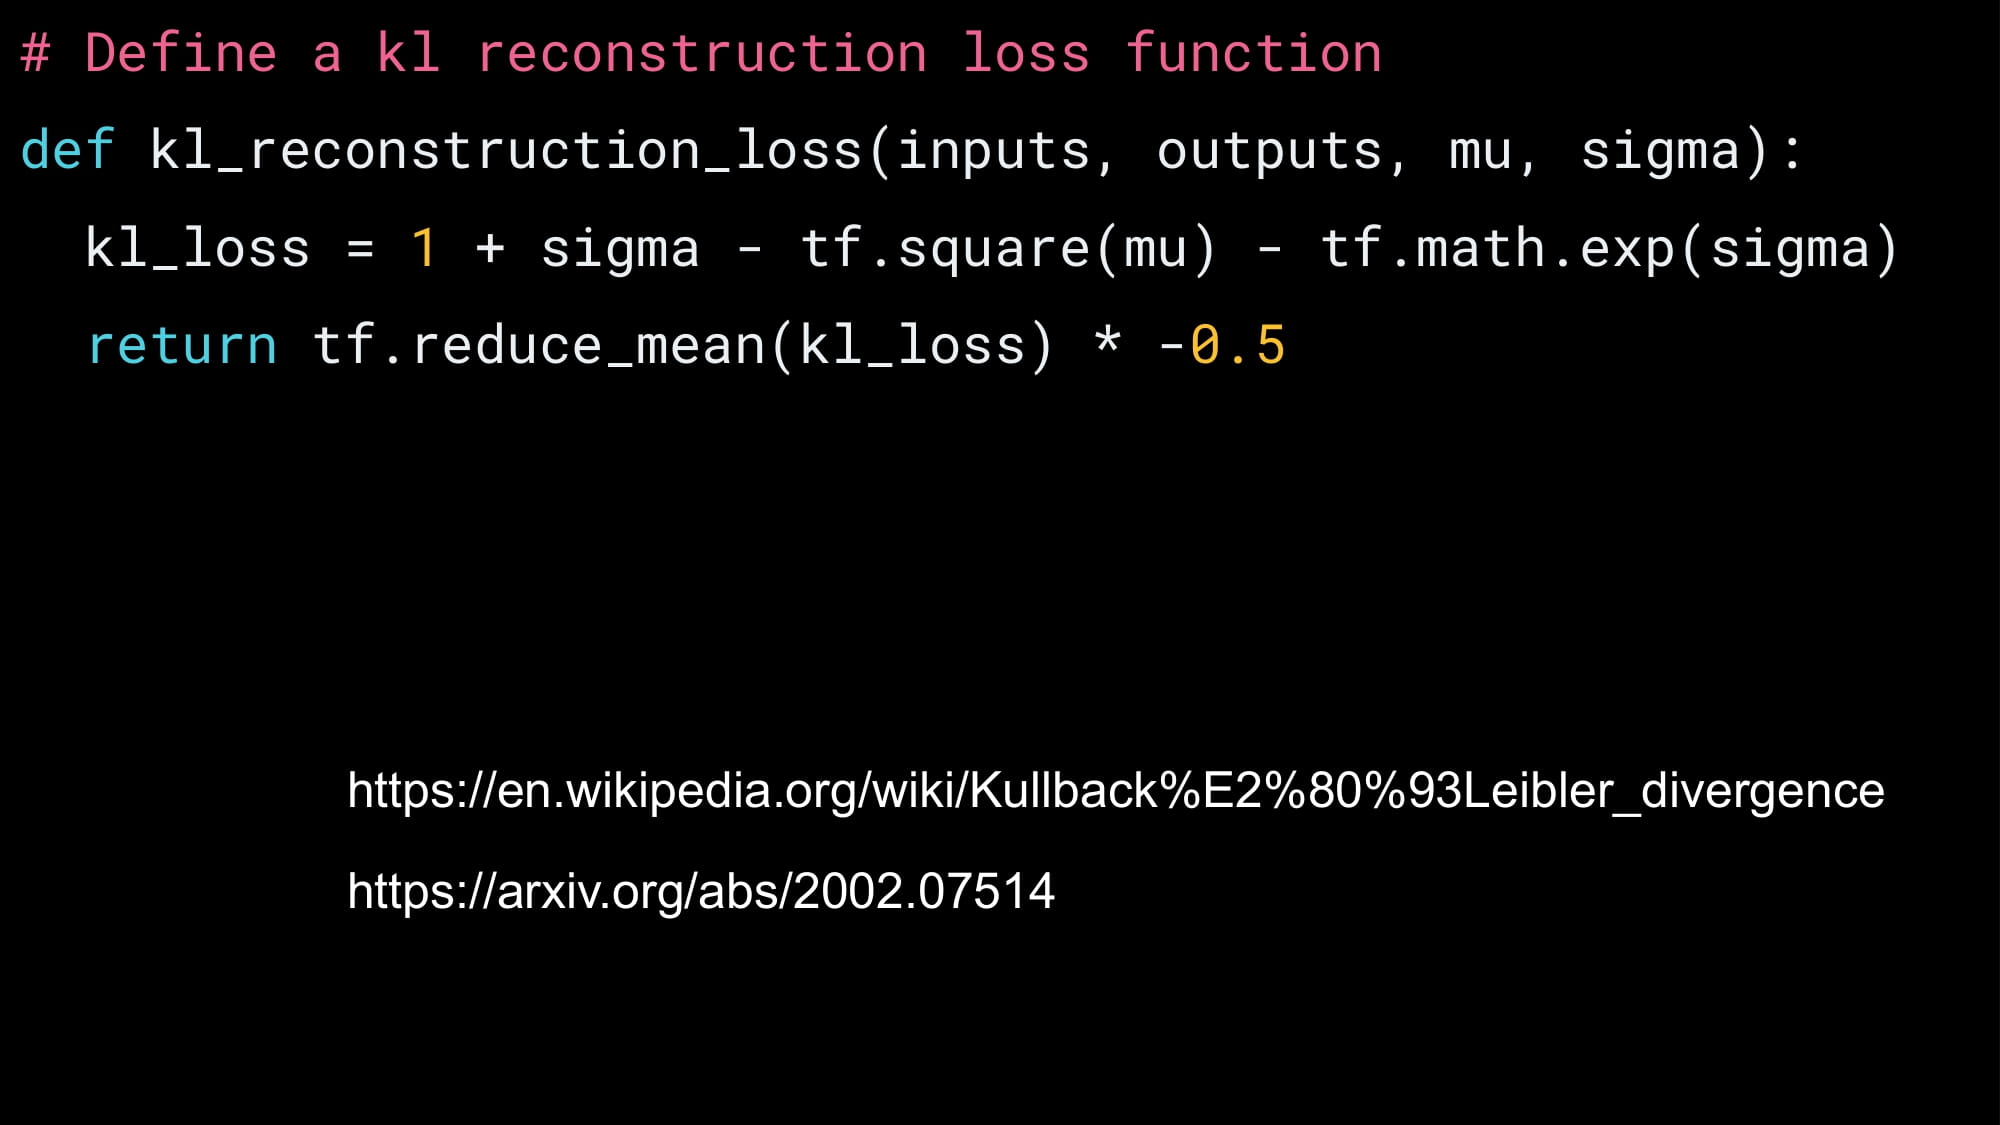 # Define a kl reconstruction loss function
def kl_reconstruction_loss(inputs, outputs, mu, sigma):
  kl_loss = 1 + sigma - tf.square(mu) - tf.math.exp(sigma)
  return tf.reduce_mean(kl_loss) * -0.5
https://en.wikipedia.org/wiki/Kullback%E2%80%93Leibler_divergence
https://arxiv.org/abs/2002.07514